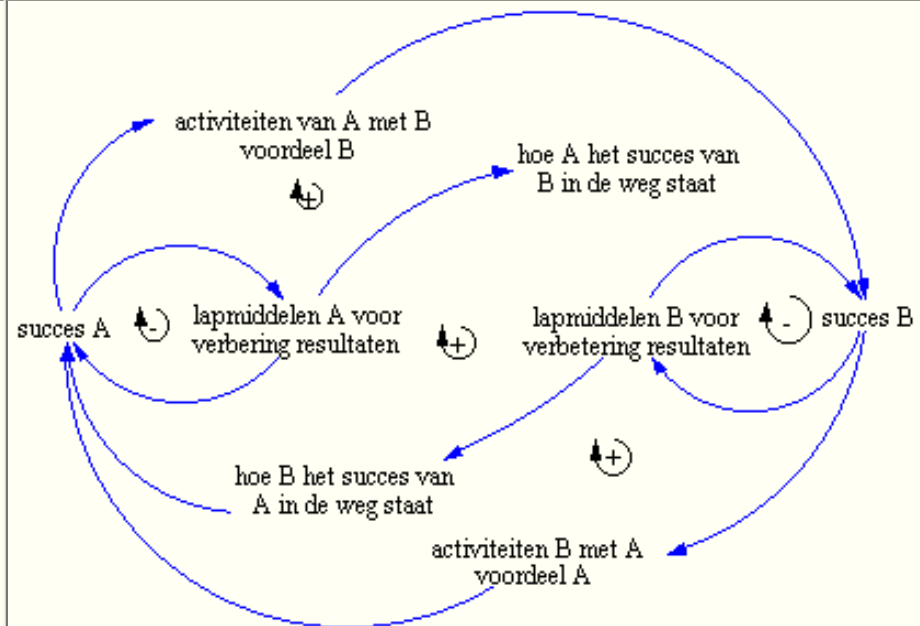 activiteiten van A met B
voordeel B
hoe A het succes van
B in de weg staat
+
succes A
-
lapmiddelen A voor
verbering resultaten
+
lapmiddelen B voor
verbetering resultaten
-
succes B
+
hoe B het succes van
A in de weg staat
activiteiten B met A
voordeel A